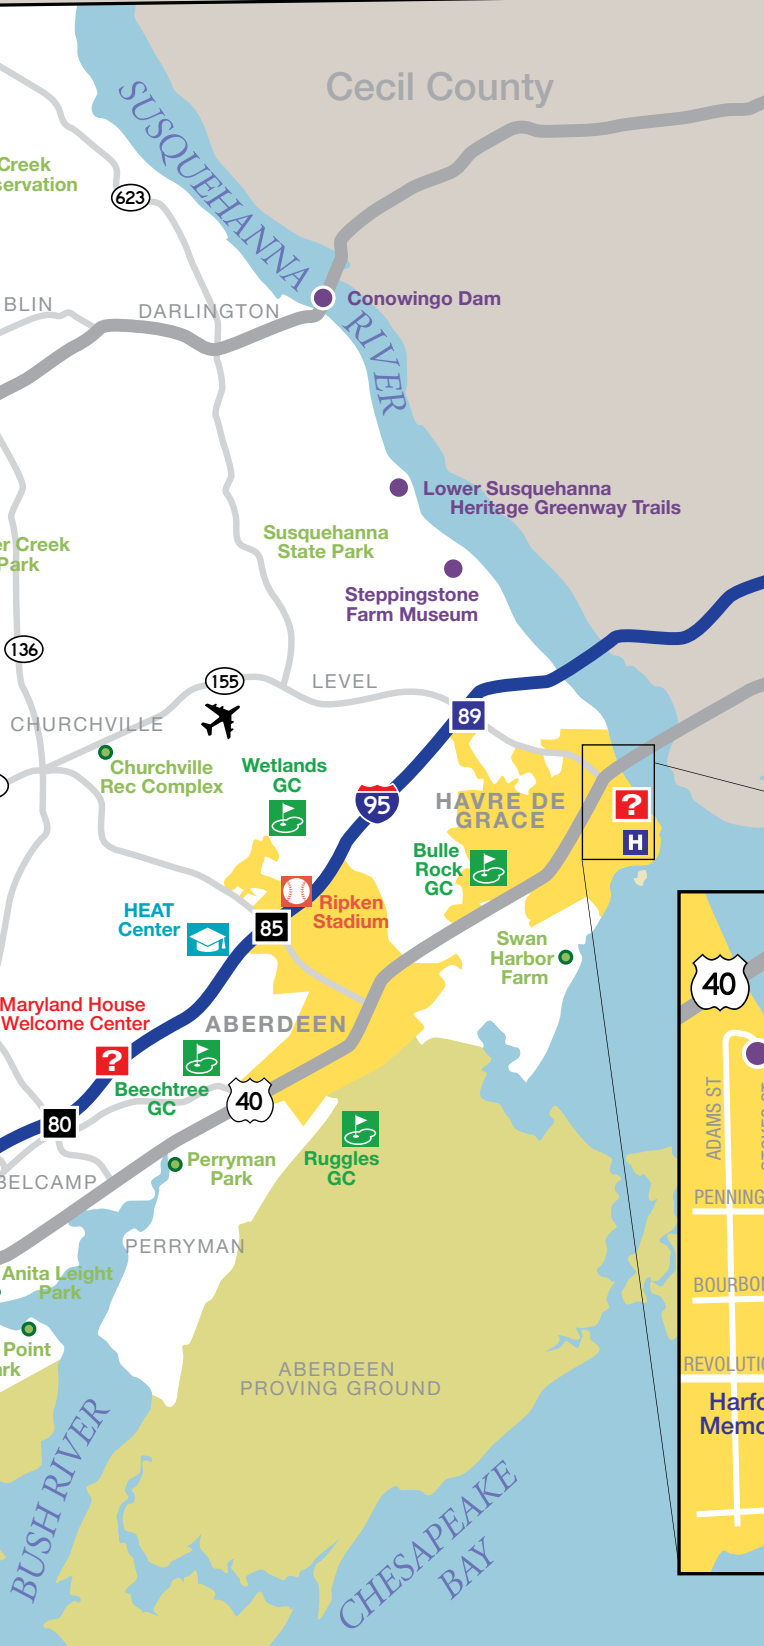 Cecil County
SUSQUEHANNA
RIVER
Creek
servation
623
BLIN
DARLINGTON
Conowingo Dam
Lower Susquehanna
Heritage Greenway Trails
Susquehanna
State Park
er Creek
Park
Steppingstone
Farm Museum
136
155
LEVEL
89
CHURCHVILLE
Churchville
Rec Complex
Wetlands
GC
95
HAVRE DE
GRACE
?
H
Bulle
Rock
GC
Ripken
Stadium
HEAT
Center
85
Swan
Harbor
Farm
40
Maryland House
Welcome Center
ABERDEEN
?
Beechtree
GC
40
80
ADAMS ST
Ruggles
GC
Perryman
Park
BELCAMP
PENNING
PERRYMAN
Anita Leight
Park
BOURBON
Point
ark
REVOLUTIO
ABERDEEN
PROVING GROUND
Harfo
Memo
BUSH RIVER
CHESAPEAKE
BAY